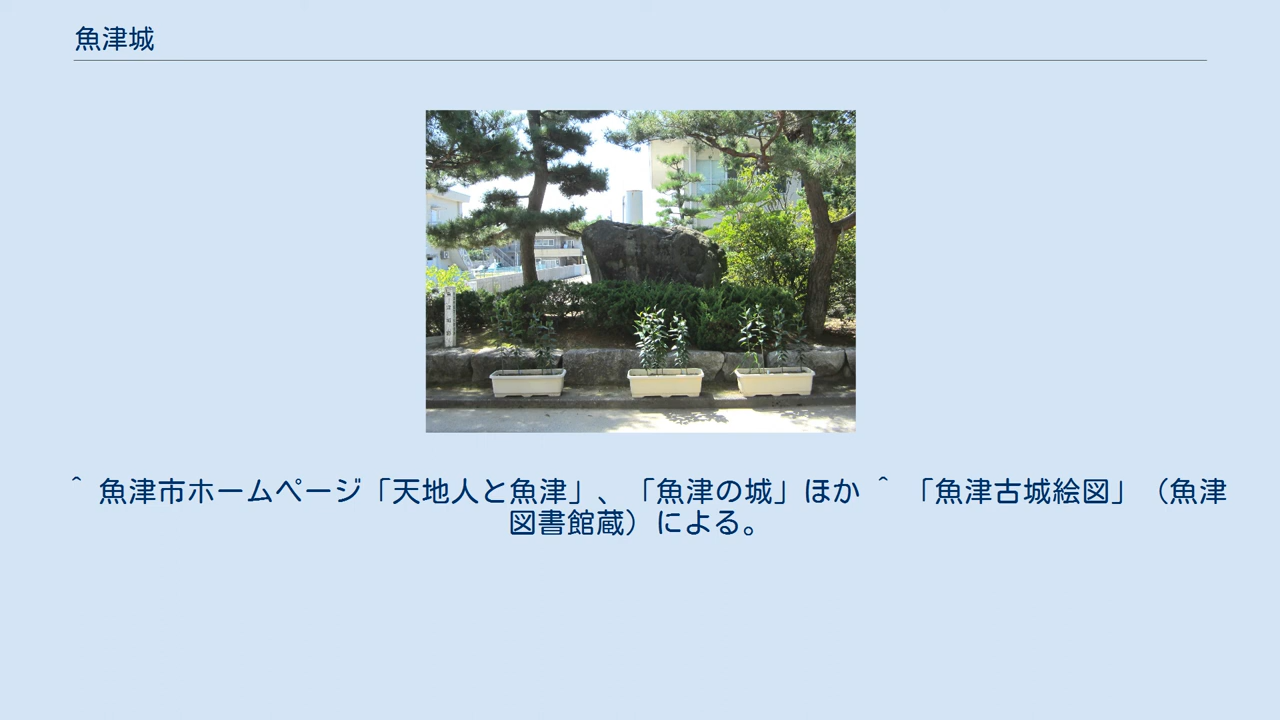 魚津城
^ 魚津市ホームページ「天地人と魚津」、「魚津の城」ほか ^ 「魚津古城絵図」（魚津
図書館蔵）による。